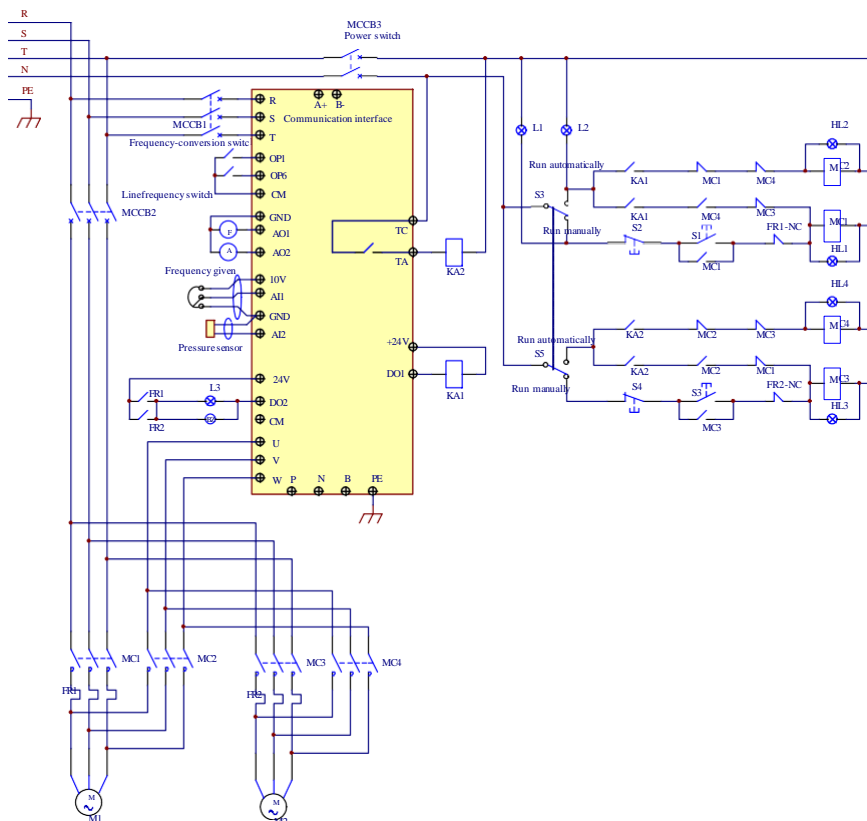 R
S
T
N
PE
MCCB3
Power switch
A+ B-
Communication interface
R
S
T
MCCB1
Frequency-conversion switc
OP1
OP6
CM
Linefrequency switch
MCCB2
GND
AO1
AO2
F
A
Frequency given
10V
AI1
GND
AI2
Pressure sensor
24V
DO2
CM
FR1
FR2
L3
U
V
W
P N B PE
TC
TA
KA2
+24V
DO1
KA1
L1 L2
HL2
Run automatically
KA1 MC1 MC4 MC2
S3
KA1 MC4 MC3 MC1
Run manually
S2 S1 FR1-NC
MC1
HL1
HL4
KA2 MC2 MC3 MC4
Run automatically
S5
KA2 MC2 MC1 MC3
Run manually
S4 S3 FR2-NC
MC3
HL3
MC1 MC2 MC3 MC4
FR1 FR2
M M
M1 M2